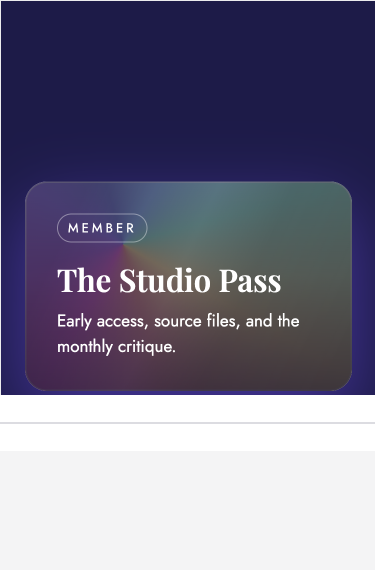 MEMBER
The Studio Pass
Early access, source files, and the
monthly critique.